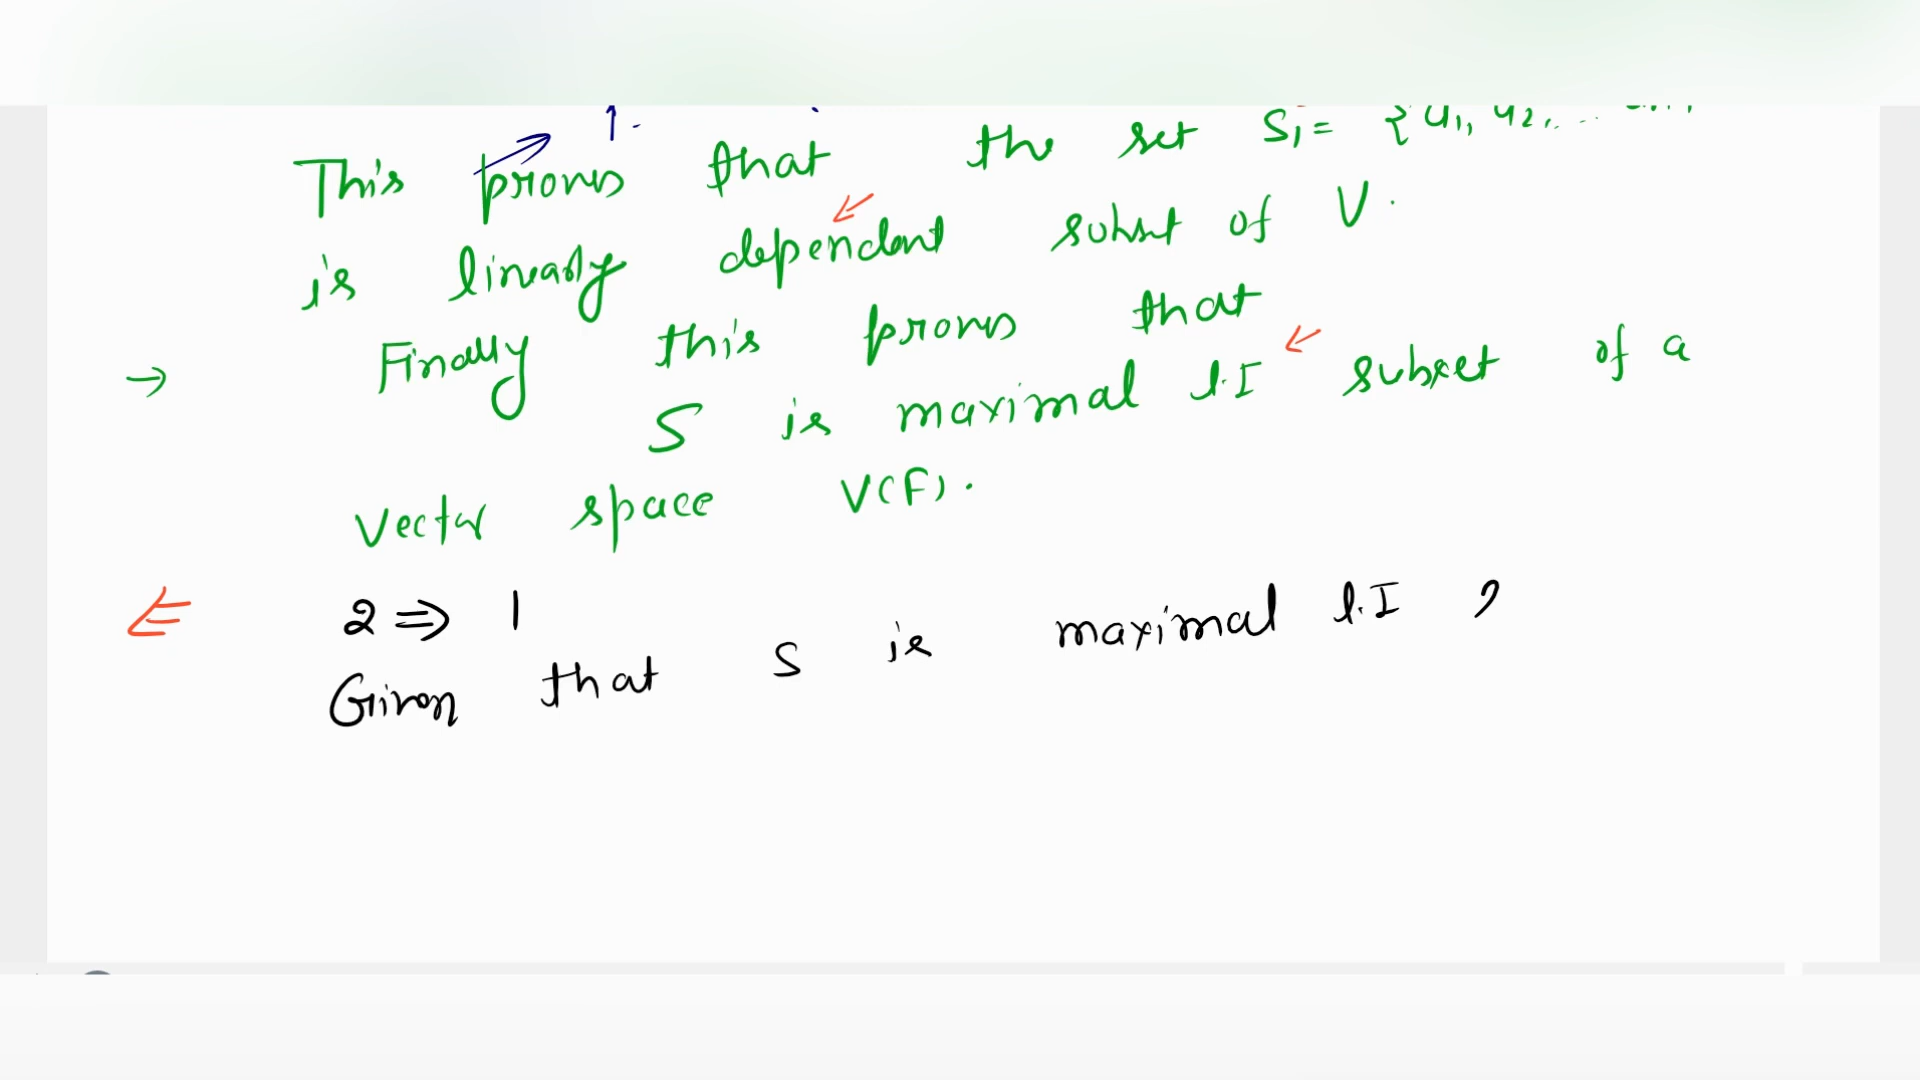 This proves that the set S₁ = {u₁, u₂, ...
is linearly dependent subset of V.
→ Finally this proves that
S is maximal l.I subset of a
vector space V(F).
⇐ 2 ⇒ 1
Given that S is maximal l.I ,